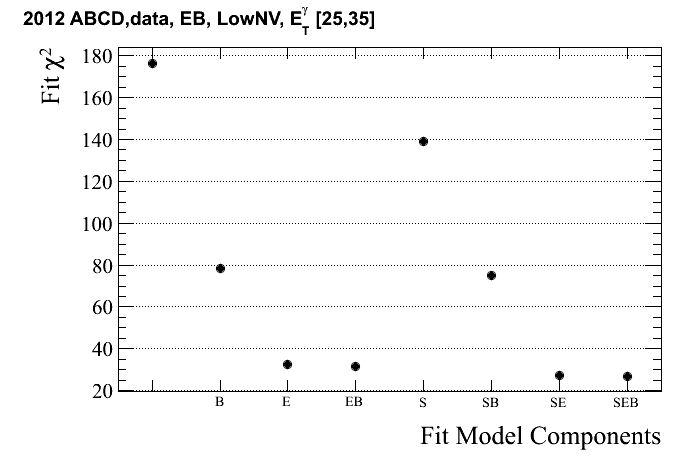 2012 ABCD,data, EB, LowNV, E_T^γ [25,35]
Fit χ²
180
160
140
120
100
80
60
40
20
B E EB S SB SE SEB
Fit Model Components